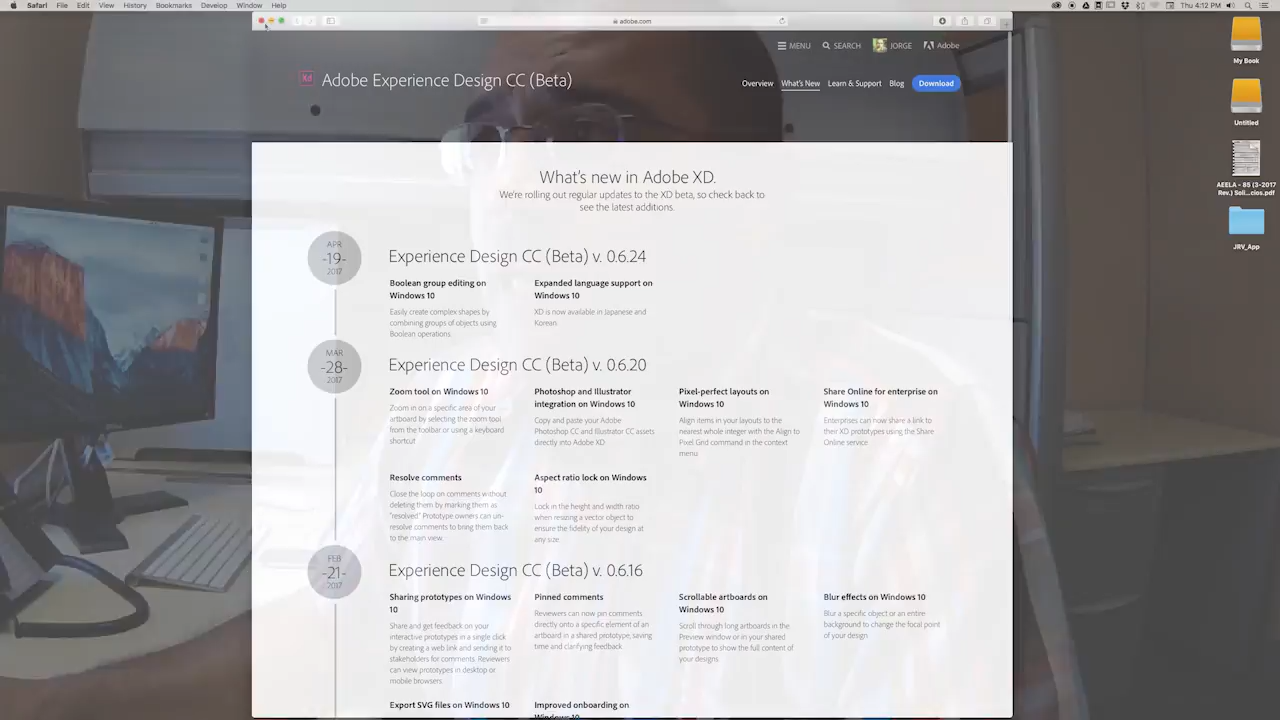 Safari File Edit View History Bookmarks Develop Window Help
Thu 4:12 PM
adobe.com
MENU SEARCH JORGE Adobe
Xd Adobe Experience Design CC (Beta)
Overview What's New Learn & Support Blog Download
What's new in Adobe XD.
We're rolling out regular updates to the XD beta, so check back to
see the latest additions.
APR
-19-
2017
Experience Design CC (Beta) v. 0.6.24
Boolean group editing on
Windows 10
Easily create complex shapes by
combining groups of objects using
Boolean operations.
Expanded language support on
Windows 10
XD is now available in Japanese and
Korean.
MAR
-28-
2017
Experience Design CC (Beta) v. 0.6.20
Zoom tool on Windows 10
Zoom in on a specific area of your
artboard by selecting the zoom tool
from the toolbar or using a keyboard
shortcut.
Photoshop and Illustrator
integration on Windows 10
Copy and paste your Adobe
Photoshop CC and Illustrator CC assets
directly into Adobe XD.
Pixel-perfect layouts on
Windows 10
Align items in your layouts to the
nearest whole integer with the Align to
Pixel Grid command in the context
menu.
Share Online for enterprise on
Windows 10
Enterprises can now share a link to
their XD prototypes using the Share
Online service.
Resolve comments
Close the loop on comments without
deleting them by marking them as
"resolved." Prototype owners can un-
resolve comments to bring them back
to the main view.
Aspect ratio lock on Windows
10
Lock in the height and width ratio
when resizing a vector object to
ensure the fidelity of your design at
any size.
FEB
-21-
2017
Experience Design CC (Beta) v. 0.6.16
Sharing prototypes on Windows
10
Share and get feedback on your
interactive prototypes in a single click
by creating a web link and sending it to
stakeholders for comments. Reviewers
can view prototypes in desktop or
mobile browsers.
Pinned comments
Reviewers can now pin comments
directly onto a specific element of an
artboard in a shared prototype, saving
time and clarifying feedback.
Scrollable artboards on
Windows 10
Scroll through long artboards in the
Preview window or in your shared
prototype to show the full content of
your designs.
Blur effects on Windows 10
Blur a specific object or an entire
background to change the focal point
of your design.
Export SVG files on Windows 10
Improved onboarding on
Windows 10
My Book
Untitled
AEELA - 85 (3-2017
Rev.) Soli...cios.pdf
JRV_App